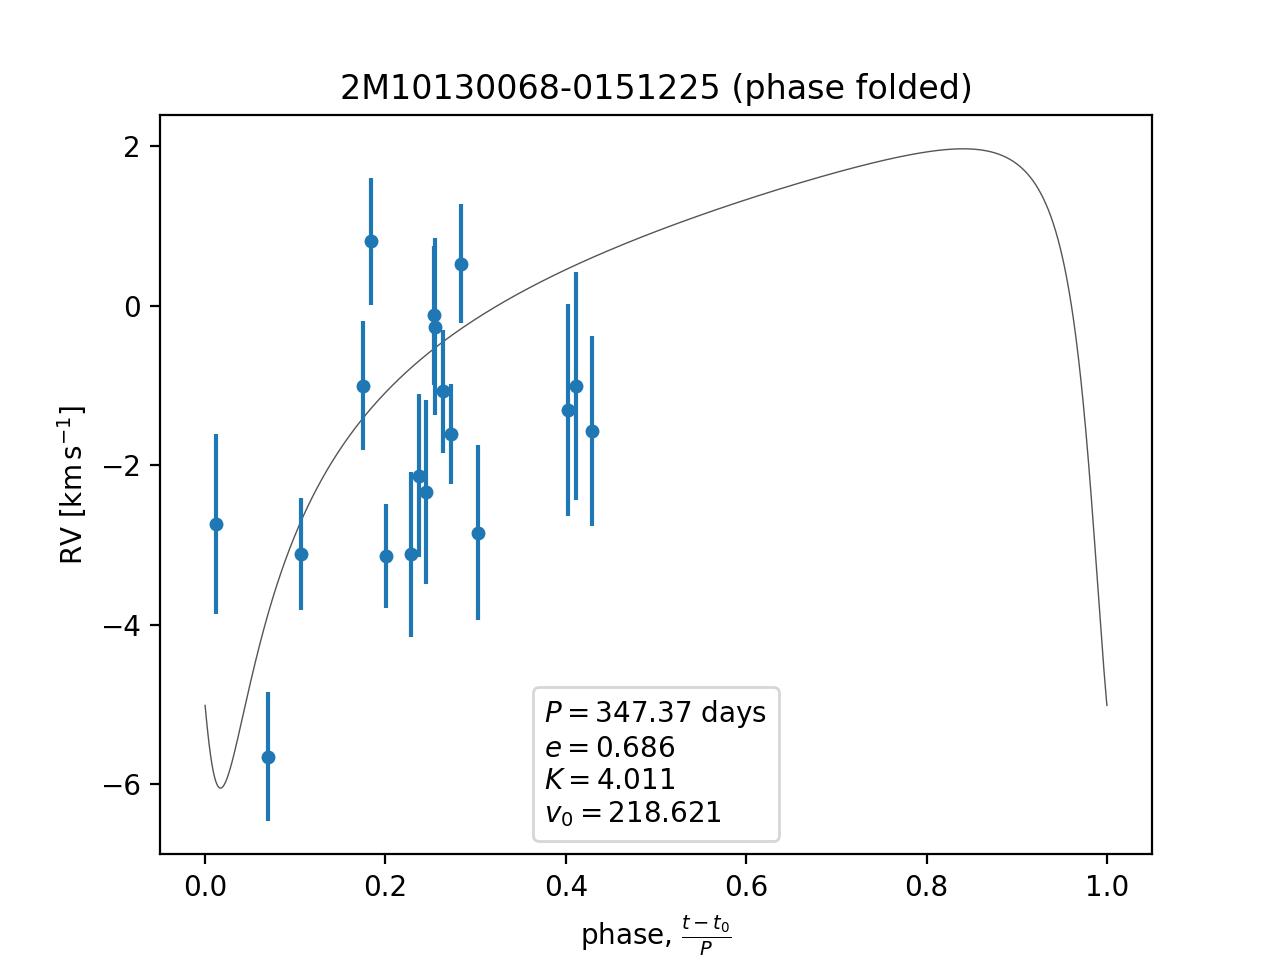 2M10130068-0151225 (phase folded)
2
0
−2
−4
−6
RV [km s⁻¹]
P = 347.37 days
e = 0.686
K = 4.011
v₀ = 218.621
0.0 0.2 0.4 0.6 0.8 1.0
phase, (t − t₀)/P